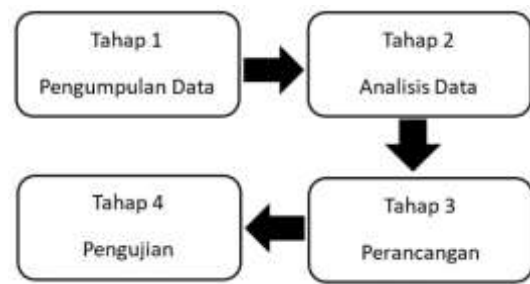 Tahap 1
Pengumpulan Data
Tahap 2
Analisis Data
Tahap 3
Perancangan
Tahap 4
Pengujian